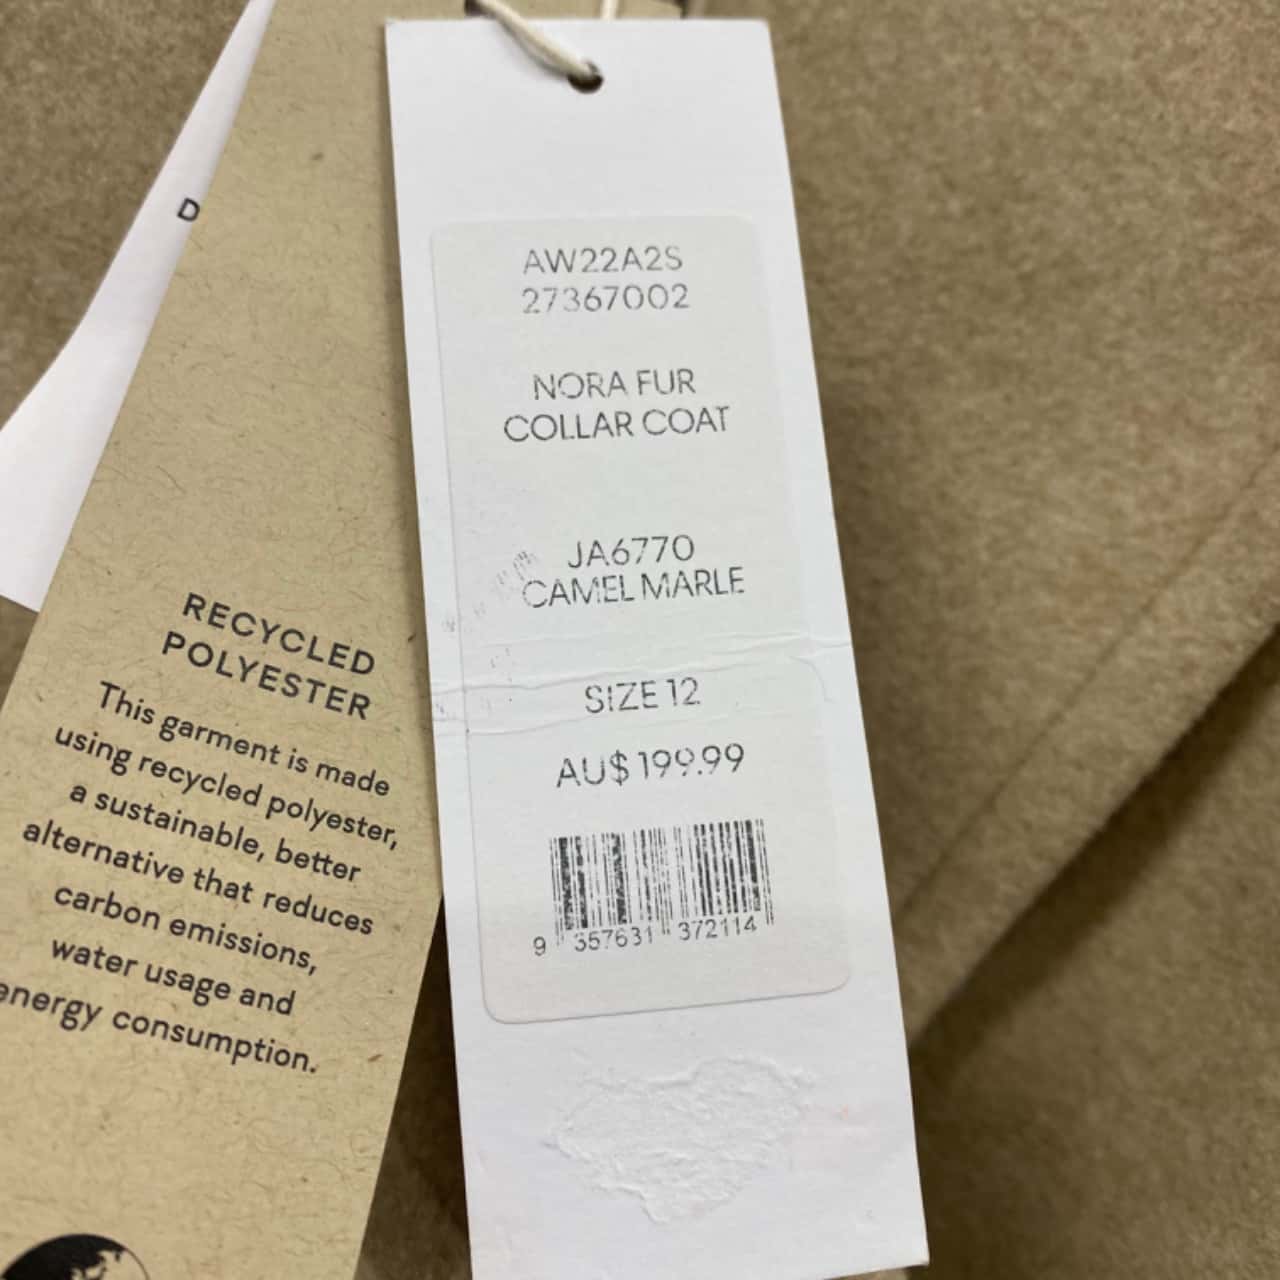 D
RECYCLED
POLYESTER
This garment is made
using recycled polyester,
a sustainable, better
alternative that reduces
carbon emissions,
water usage and
energy consumption.
AW22A2S
27367002
NORA FUR
COLLAR COAT
JA6770
CAMEL MARLE
SIZE 12
AU$ 199.99
9 357631 372114